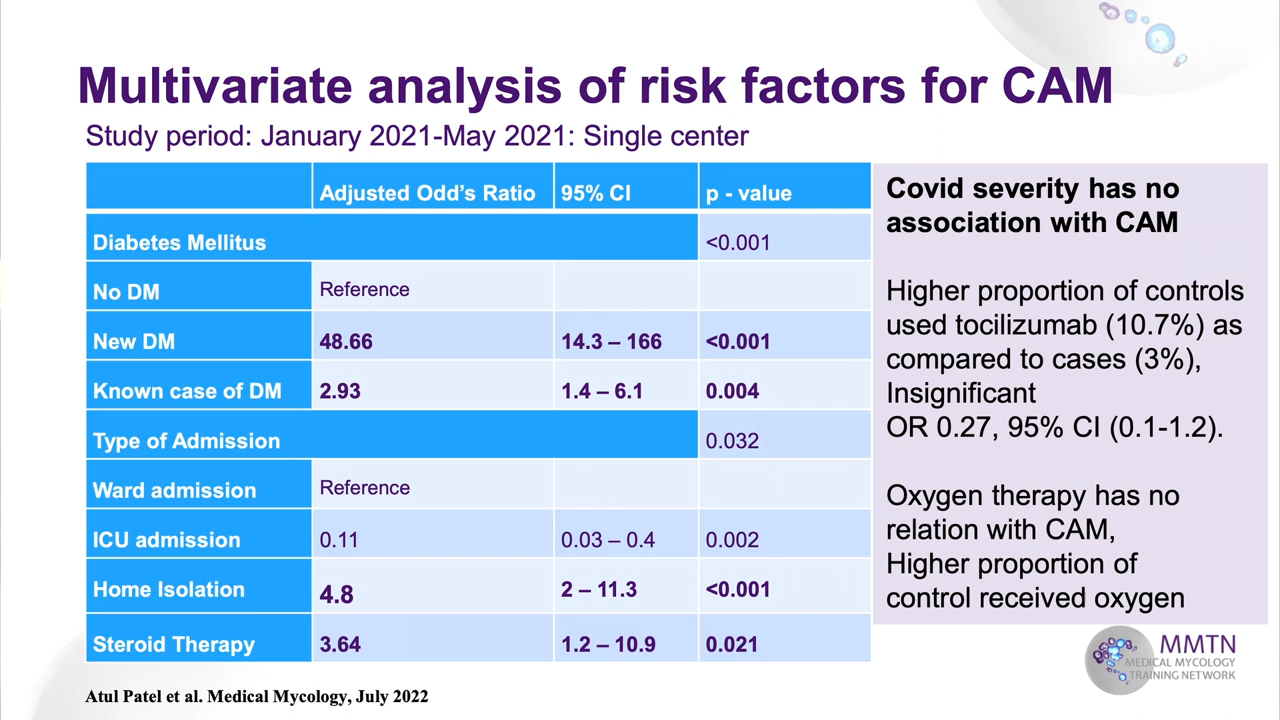 Multivariate analysis of risk factors for CAM
Study period: January 2021-May 2021: Single center
Adjusted Odd's Ratio 95% CI p - value
Diabetes Mellitus <0.001
No DM Reference
New DM 48.66 14.3 – 166 <0.001
Known case of DM 2.93 1.4 – 6.1 0.004
Type of Admission 0.032
Ward admission Reference
ICU admission 0.11 0.03 – 0.4 0.002
Home Isolation 4.8 2 – 11.3 <0.001
Steroid Therapy 3.64 1.2 – 10.9 0.021
Covid severity has no
association with CAM
Higher proportion of controls
used tocilizumab (10.7%) as
compared to cases (3%),
Insignificant
OR 0.27, 95% CI (0.1-1.2).
Oxygen therapy has no
relation with CAM,
Higher proportion of
control received oxygen
MMTN
MEDICAL MYCOLOGY
TRAINING NETWORK
Atul Patel et al. Medical Mycology, July 2022